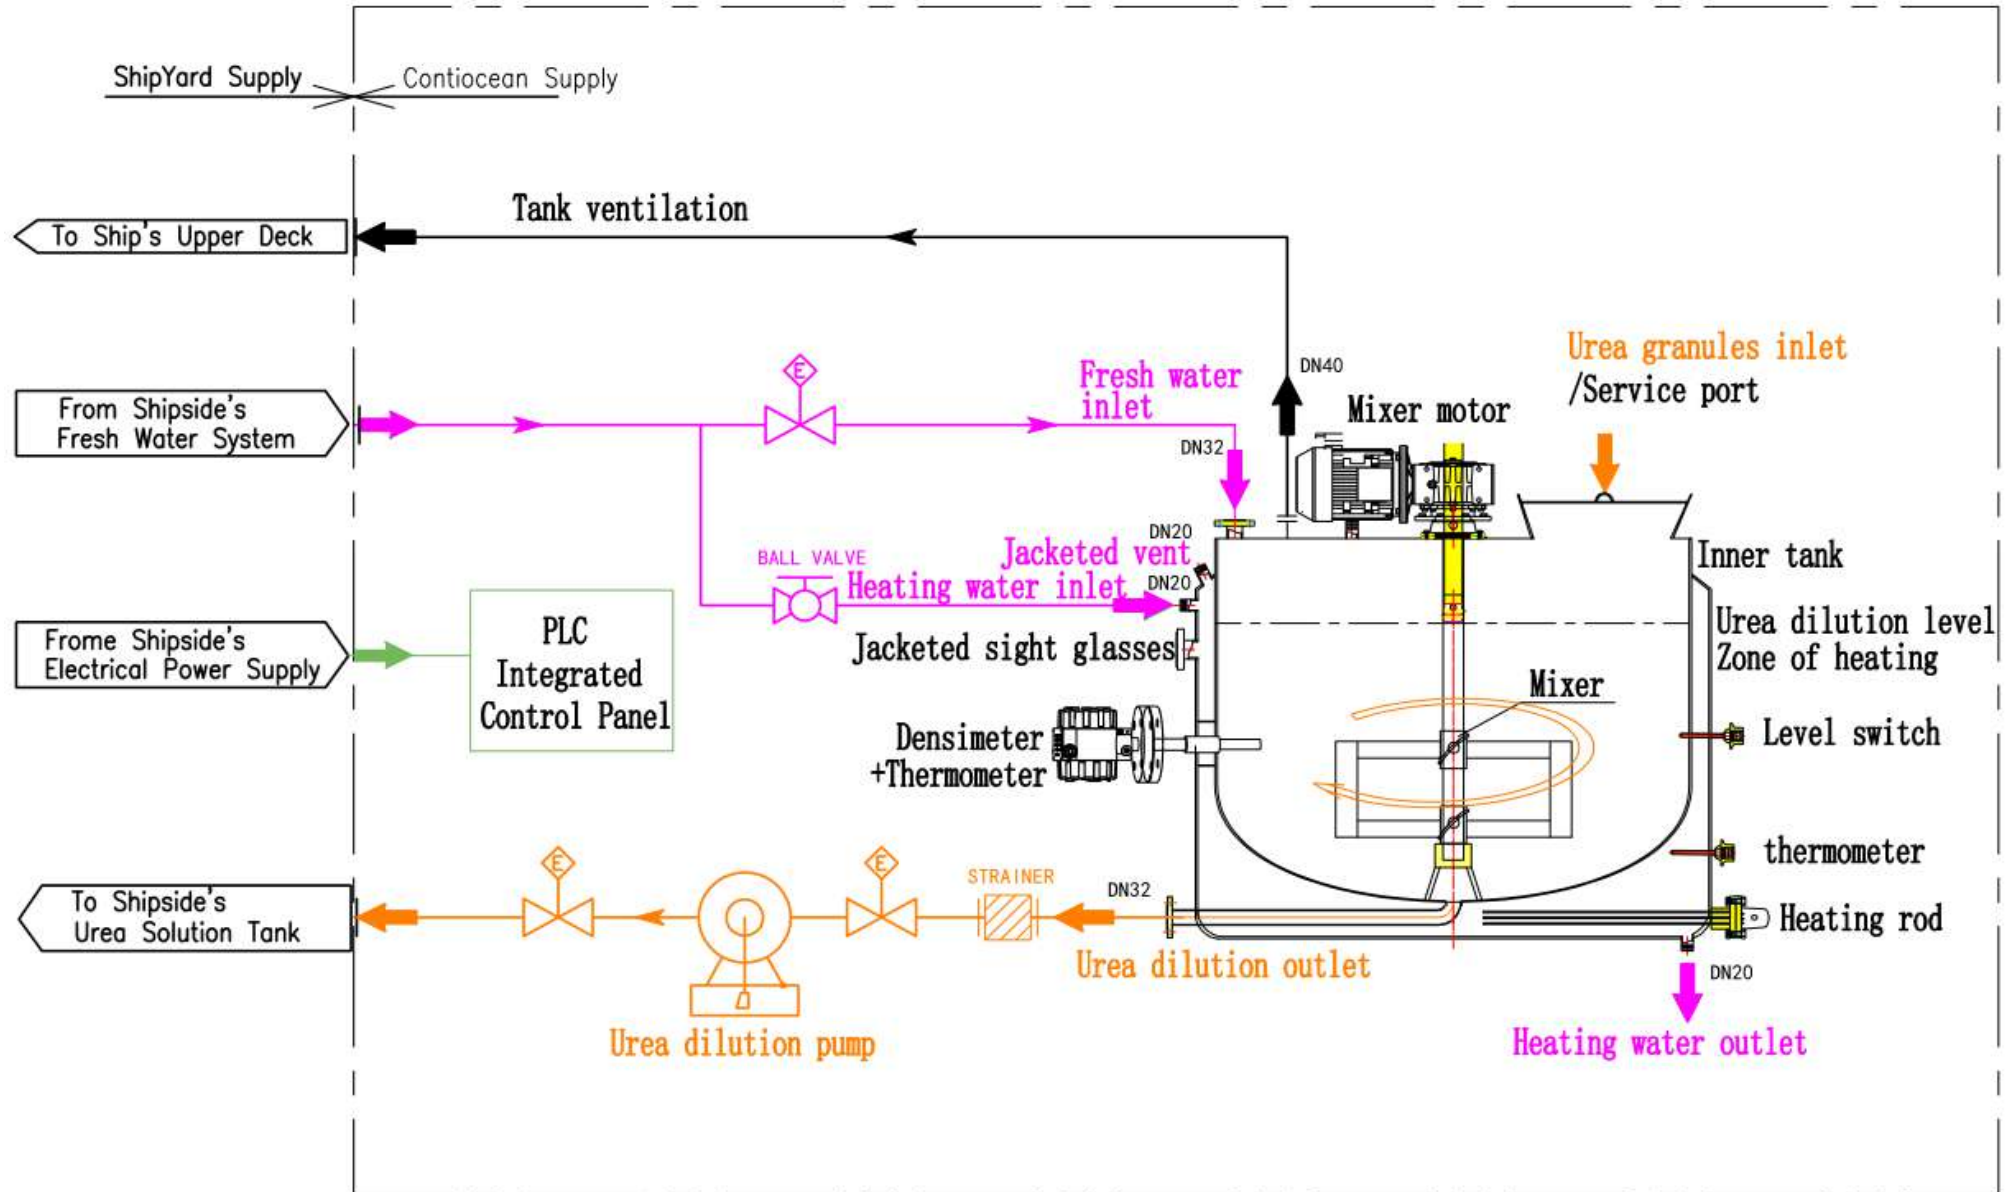 ShipYard Supply
Contiocean Supply
Tank ventilation
To Ship's Upper Deck
DN40
Urea granules inlet
/Service port
Fresh water
inlet
E
Mixer motor
From Shipside's
Fresh Water System
DN32
DN20
Jacketed vent
BALL VALVE
Heating water inlet
DN20
Inner tank
PLC
Integrated
Control Panel
Frome Shipside's
Electrical Power Supply
Jacketed sight glasses
Urea dilution level
Zone of heating
Mixer
Densimeter
+Thermometer
Level switch
thermometer
E
E
STRAINER
DN32
To Shipside's
Urea Solution Tank
Heating rod
Urea dilution outlet
DN20
Urea dilution pump
Heating water outlet